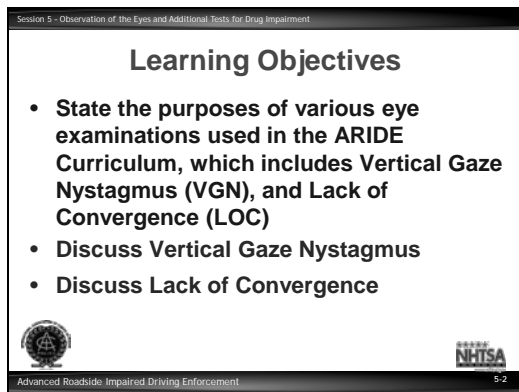 Session 5 - Observation of the Eyes and Additional Tests for Drug Impairment
Learning Objectives
• State the purposes of various eye
examinations used in the ARIDE
Curriculum, which includes Vertical Gaze
Nystagmus (VGN), and Lack of
Convergence (LOC)
• Discuss Vertical Gaze Nystagmus
• Discuss Lack of Convergence
NHTSA
Advanced Roadside Impaired Driving Enforcement
5-2